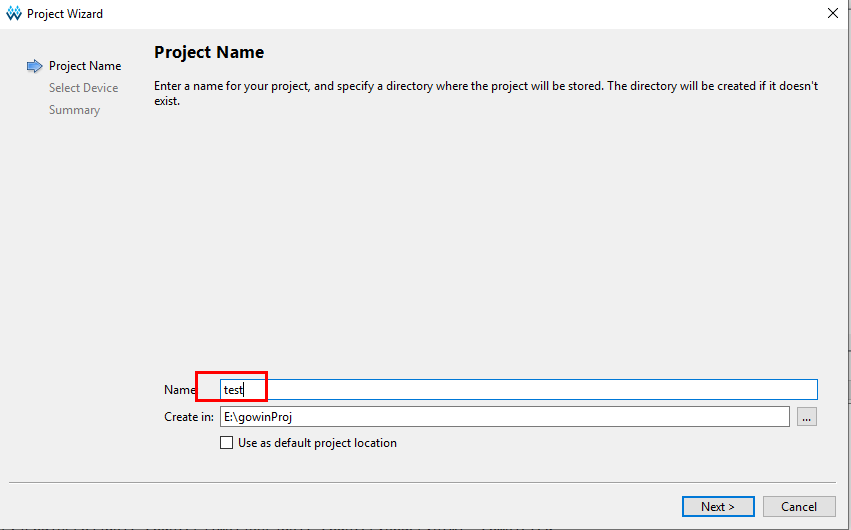 Project Wizard
Project Name
Select Device
Summary
Project Name
Enter a name for your project, and specify a directory where the project will be stored. The directory will be created if it doesn't
exist.
Name
test
Create in:
E:\gowinProj
...
Use as default project location
Next >
Cancel